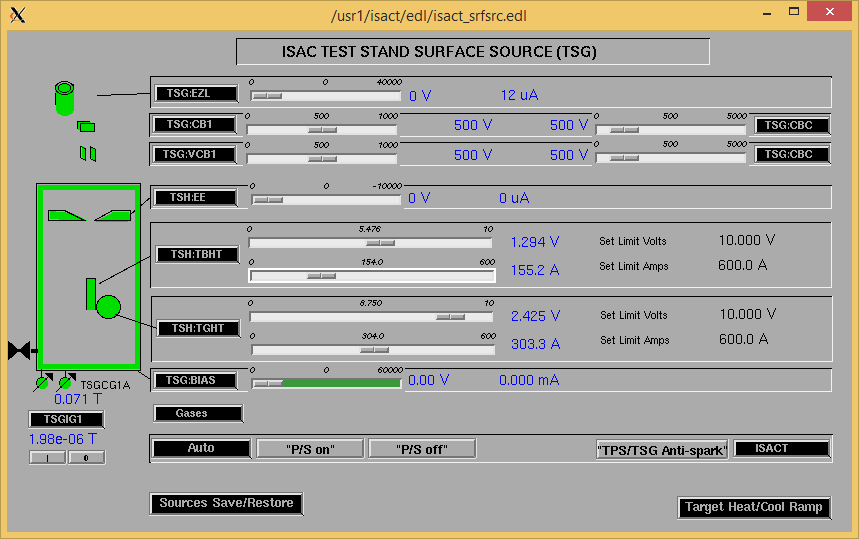 /usr1/isact/edl/isact_srfsrc.edl
ISAC TEST STAND SURFACE SOURCE (TSG)
0 0 40000
TSG:EZL 0 V 12 uA
0 500 1000 500 5000
TSG:CB1 500 V 500 V TSG:CBC
0 500 1000 500 5000
TSG:VCB1 500 V 500 V TSG:CBC
0 0 -10000
TSH:EE 0 V 0 uA
0 5.476 10
1.294 V Set Limit Volts 10.000 V
TSH:TBHT
0 154.0 600
155.2 A Set Limit Amps 600.0 A
0 8.750 10
2.425 V Set Limit Volts 10.000 V
TSH:TGHT
0 304.0 600
303.3 A Set Limit Amps 600.0 A
0 0 60000
TSG:BIAS 0.00 V 0.000 mA
TSGCG1A
0.071 T
Gases
TSGIG1
1.98e-06 T
I 0
Auto "P/S on" "P/S off" "TPS/TSG Anti-spark" ISACT
Sources Save/Restore Target Heat/Cool Ramp